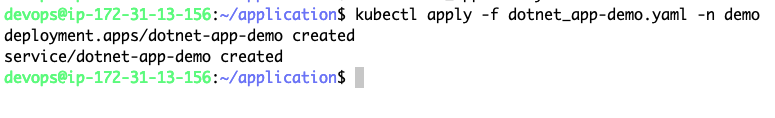 devops@ip-172-31-13-156:~/application$ kubectl apply -f dotnet_app-demo.yaml -n demo
deployment.apps/dotnet-app-demo created
service/dotnet-app-demo created
devops@ip-172-31-13-156:~/application$